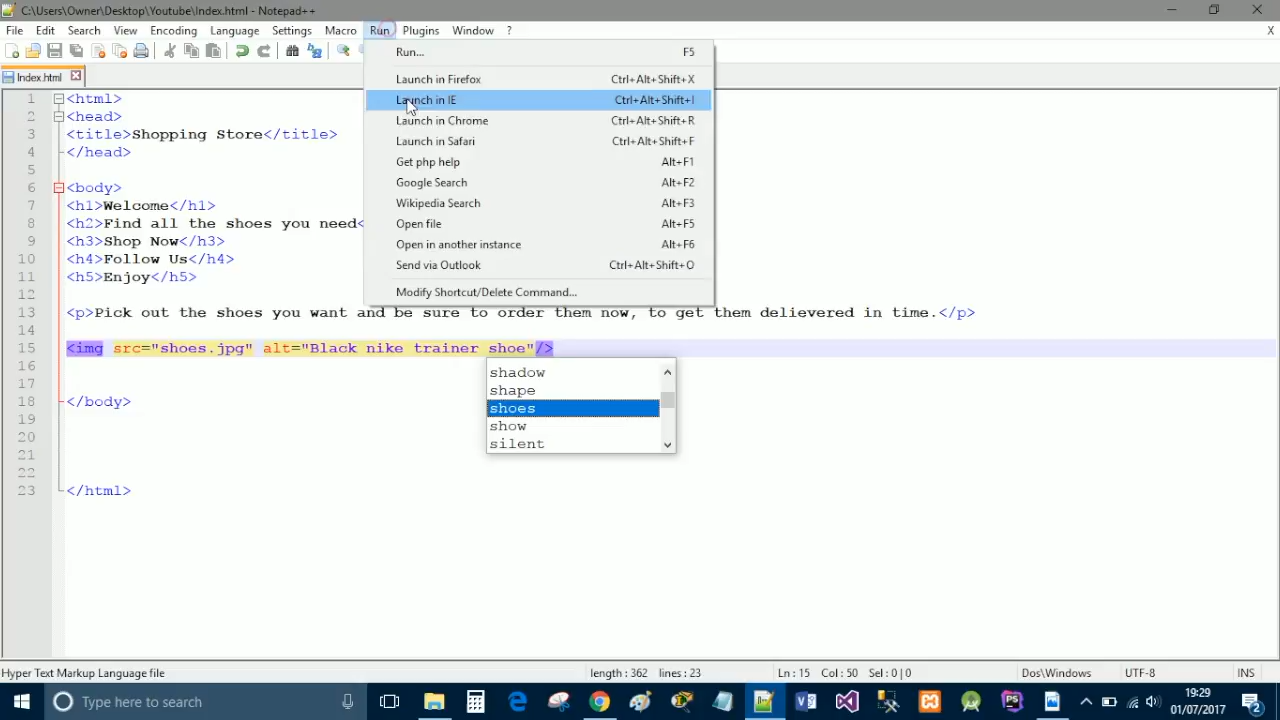 C:\Users\Owner\Desktop\Youtube\Index.html - Notepad++
File Edit Search View Encoding Language Settings Macro Run Plugins Window ? X
Index.html
Run... F5
Launch in Firefox Ctrl+Alt+Shift+X
Launch in IE Ctrl+Alt+Shift+I
Launch in Chrome Ctrl+Alt+Shift+R
Launch in Safari Ctrl+Alt+Shift+F
Get php help Alt+F1
Google Search Alt+F2
Wikipedia Search Alt+F3
Open file Alt+F5
Open in another instance Alt+F6
Send via Outlook Ctrl+Alt+Shift+O
Modify Shortcut/Delete Command...
1 <html>
2 <head>
3 <title>Shopping Store</title>
4 </head>
5
6 <body>
7 <h1>Welcome</h1>
8 <h2>Find all the shoes you need<
9 <h3>Shop Now</h3>
10 <h4>Follow Us</h4>
11 <h5>Enjoy</h5>
12
13 <p>Pick out the shoes you want and be sure to order them now, to get them delievered in time.</p>
14
15 <img src="shoes.jpg" alt="Black nike trainer shoe"/>
16
17
18 </body>
19
20
21
22
23 </html>
shadow
shape
shoes
show
silent
Hyper Text Markup Language file length : 362 lines : 23 Ln : 15 Col : 50 Sel : 0 | 0 Dos\Windows UTF-8 INS
Type here to search
19:29
01/07/2017
2